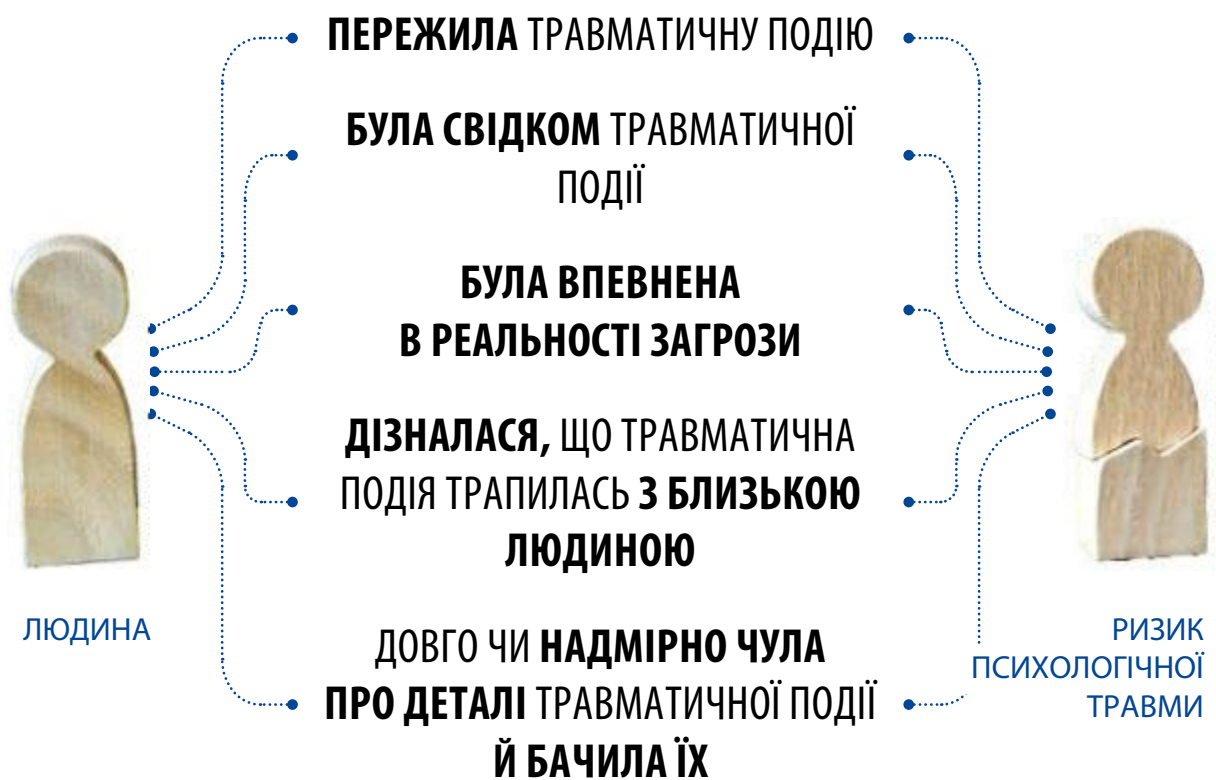 ПЕРЕЖИЛА ТРАВМАТИЧНУ ПОДІЮ
БУЛА СВІДКОМ ТРАВМАТИЧНОЇ
ПОДІЇ
БУЛА ВПЕВНЕНА
В РЕАЛЬНОСТІ ЗАГРОЗИ
ДІЗНАЛАСЯ, ЩО ТРАВМАТИЧНА
ПОДІЯ ТРАПИЛАСЬ З БЛИЗЬКОЮ
ЛЮДИНОЮ
ДОВГО ЧИ НАДМІРНО ЧУЛА
ПРО ДЕТАЛІ ТРАВМАТИЧНОЇ ПОДІЇ
Й БАЧИЛА ЇХ
ЛЮДИНА
РИЗИК
ПСИХОЛОГІЧНОЇ
ТРАВМИ